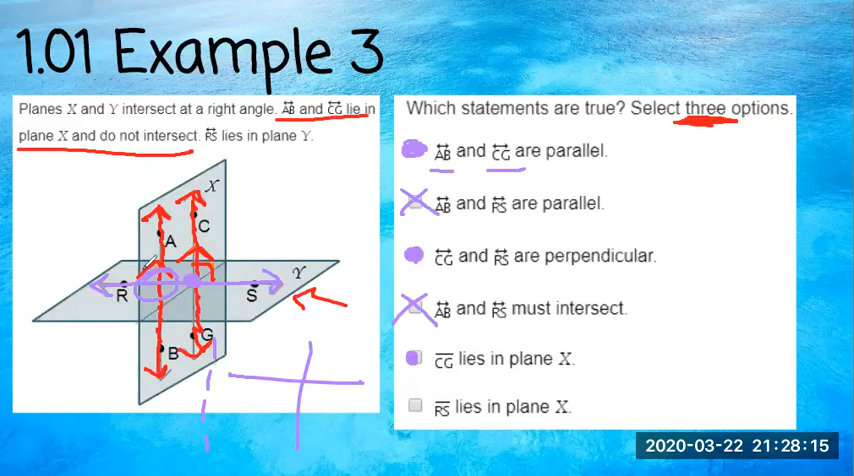 1.01 Example 3
Planes X and Y intersect at a right angle. AB and CG lie in
plane X and do not intersect. RS lies in plane Y.
X
C
A
Y
R
S
G
B
Which statements are true? Select three options.
AB and CG are parallel.
AB and RS are parallel.
CG and RS are perpendicular.
AB and RS must intersect.
CG lies in plane X.
RS lies in plane X.
2020-03-22 21:28:15